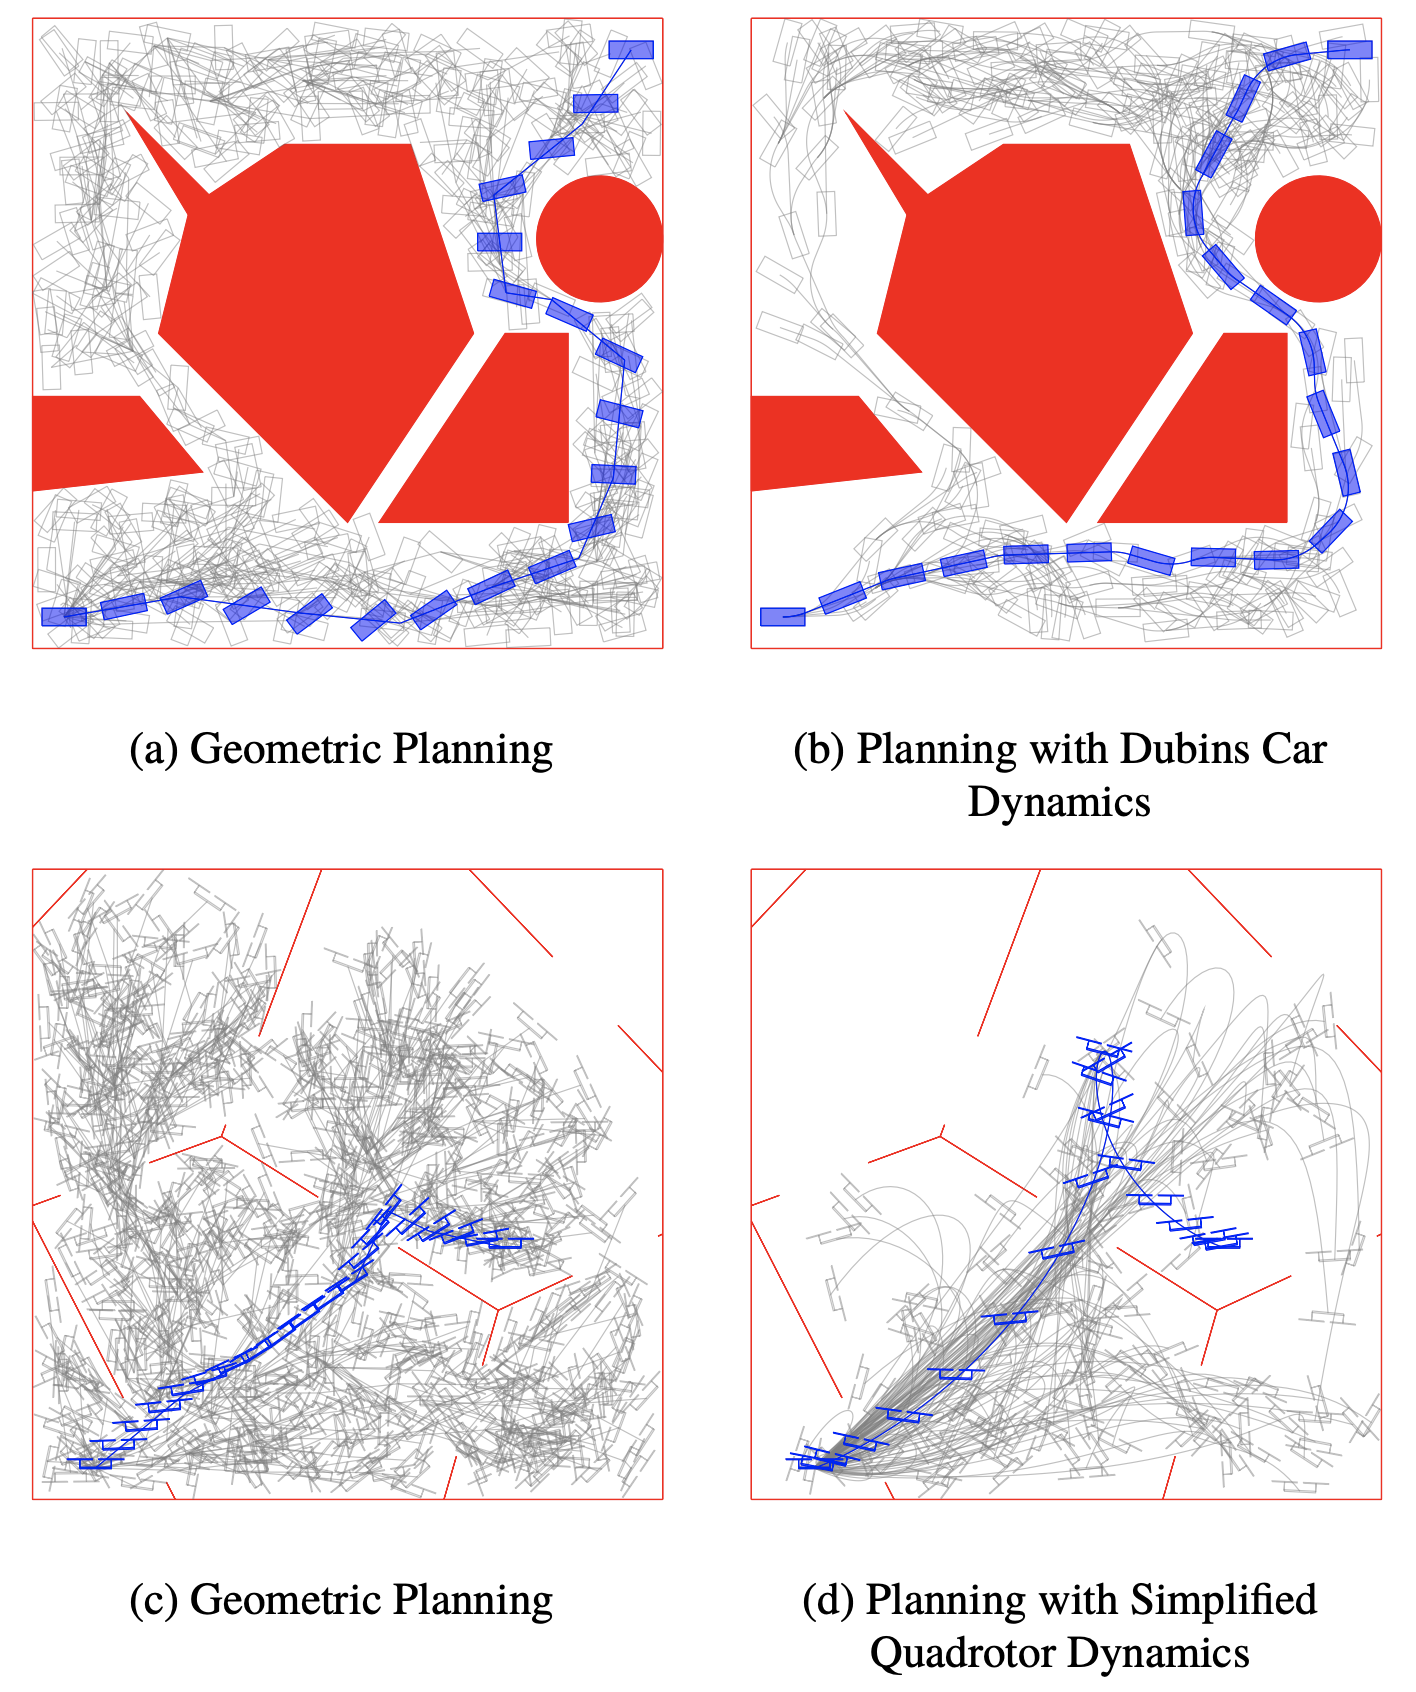 (a) Geometric Planning
(b) Planning with Dubins Car
Dynamics
(c) Geometric Planning
(d) Planning with Simplified
Quadrotor Dynamics